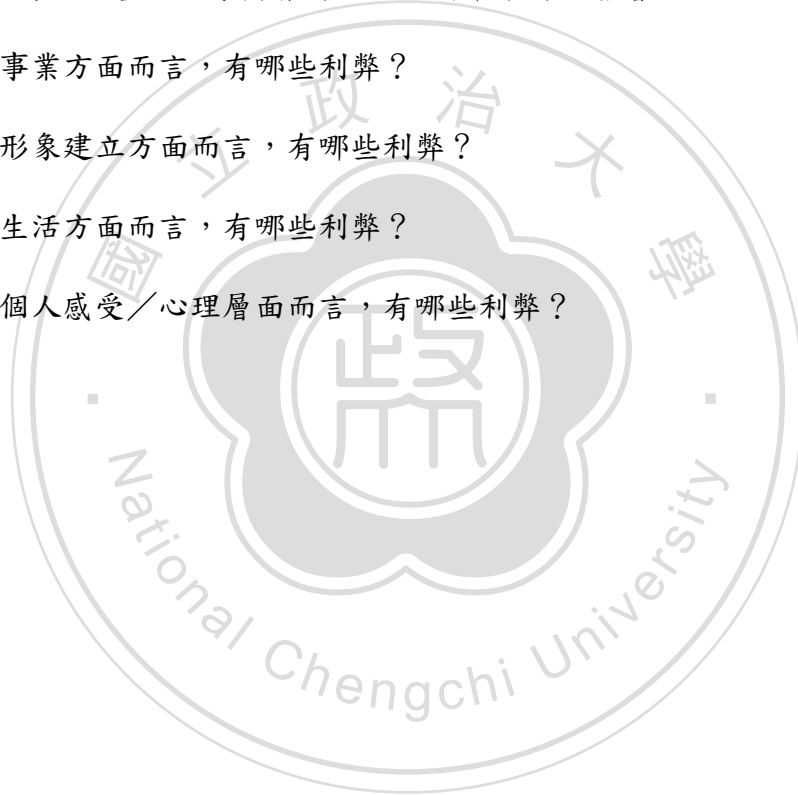 事業方面而言，有哪些利弊？
形象建立方面而言，有哪些利弊？
生活方面而言，有哪些利弊？
個人感受／心理層面而言，有哪些利弊？
國立政治大學
政
National Chengchi University